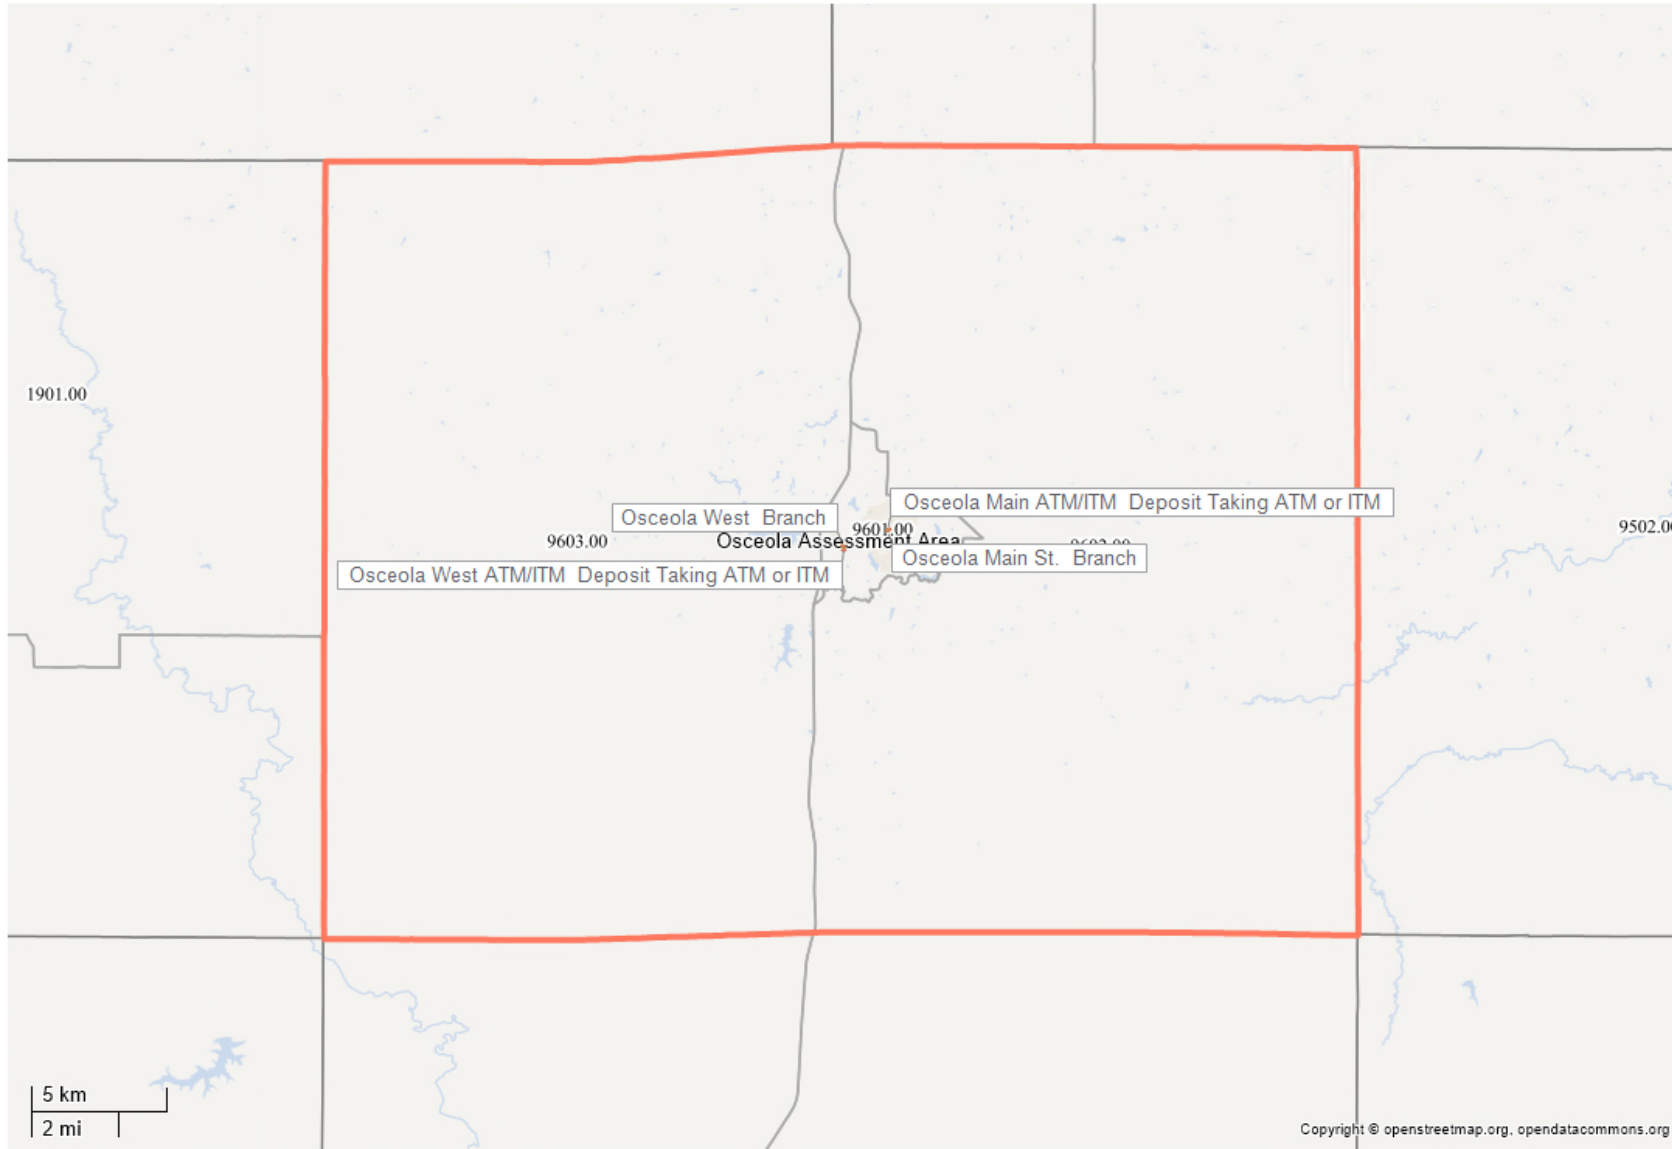 1901.00
Osceola Main ATM/ITM Deposit Taking ATM or ITM
Osceola West Branch
9601.00
9502.00
9603.00
Osceola Assessment Area
Osceola Main St. Branch
Osceola West ATM/ITM Deposit Taking ATM or ITM
5 km
2 mi
Copyright © openstreetmap.org, opendatacommons.org